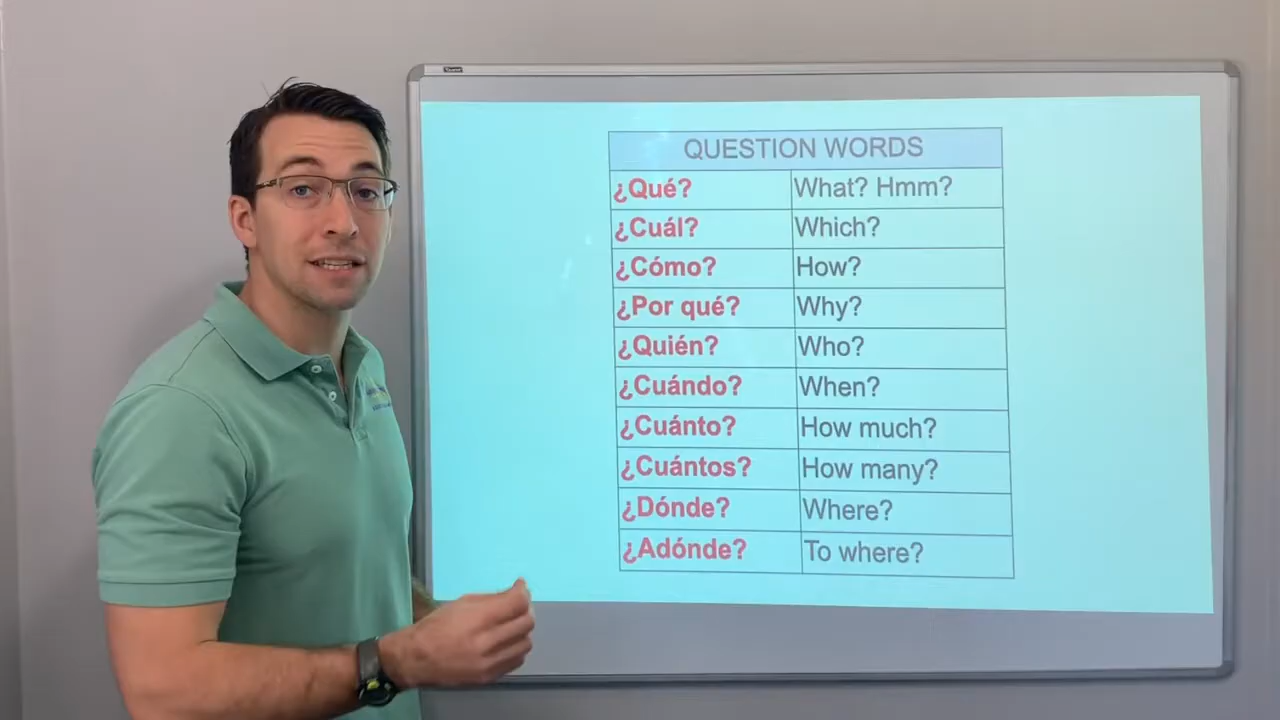 QUESTION WORDS
¿Qué? What? Hmm?
¿Cuál? Which?
¿Cómo? How?
¿Por qué? Why?
¿Quién? Who?
¿Cuándo? When?
¿Cuánto? How much?
¿Cuántos? How many?
¿Dónde? Where?
¿Adónde? To where?